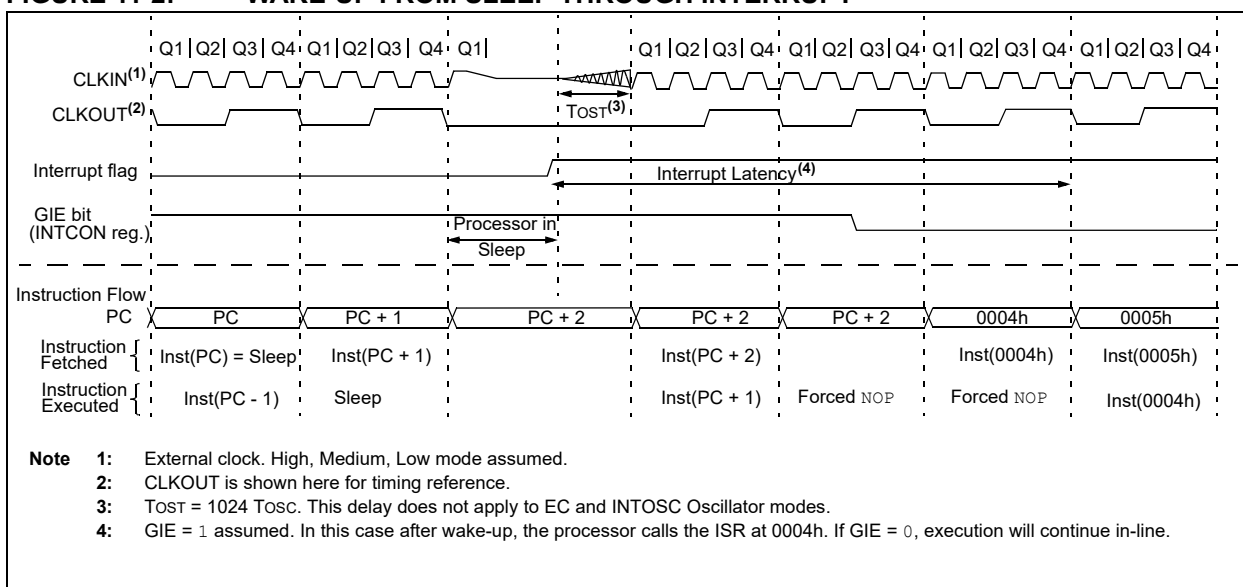 FIGURE 11-2: WAKE-UP FROM SLEEP THROUGH INTERRUPT
Q1 Q2 Q3 Q4 Q1 Q2 Q3 Q4 Q1 Q1 Q2 Q3 Q4 Q1 Q2 Q3 Q4 Q1 Q2 Q3 Q4 Q1 Q2 Q3 Q4
CLKIN(1)
CLKOUT(2)
TOST(3)
Interrupt flag
Interrupt Latency(4)
GIE bit
(INTCON reg.)
Processor in
Sleep
Instruction Flow
PC PC PC + 1 PC + 2 PC + 2 PC + 2 0004h 0005h
Instruction
Fetched
Inst(PC) = Sleep Inst(PC + 1) Inst(PC + 2) Inst(0004h) Inst(0005h)
Instruction
Executed
Inst(PC - 1) Sleep Inst(PC + 1) Forced NOP Forced NOP Inst(0004h)
Note 1: External clock. High, Medium, Low mode assumed.
2: CLKOUT is shown here for timing reference.
3: TOST = 1024 TOSC. This delay does not apply to EC and INTOSC Oscillator modes.
4: GIE = 1 assumed. In this case after wake-up, the processor calls the ISR at 0004h. If GIE = 0, execution will continue in-line.